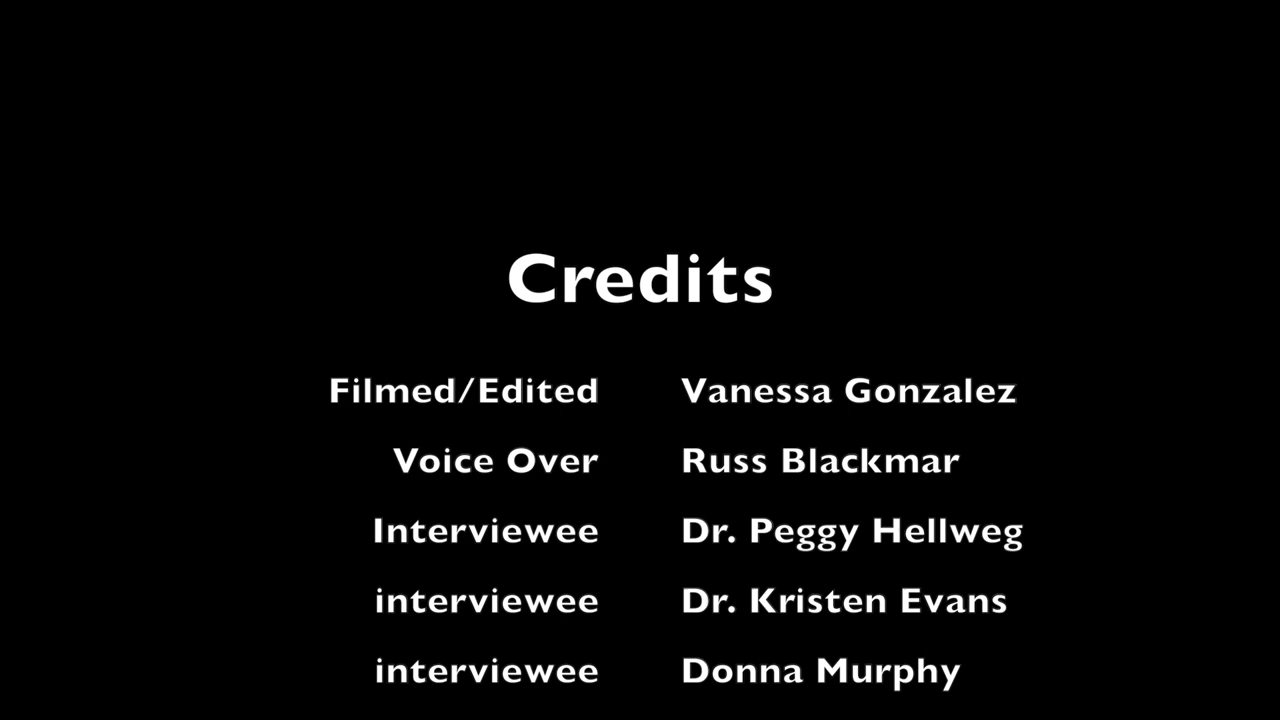 Credits
Filmed/Edited Vanessa Gonzalez
Voice Over Russ Blackmar
Interviewee Dr. Peggy Hellweg
interviewee Dr. Kristen Evans
interviewee Donna Murphy